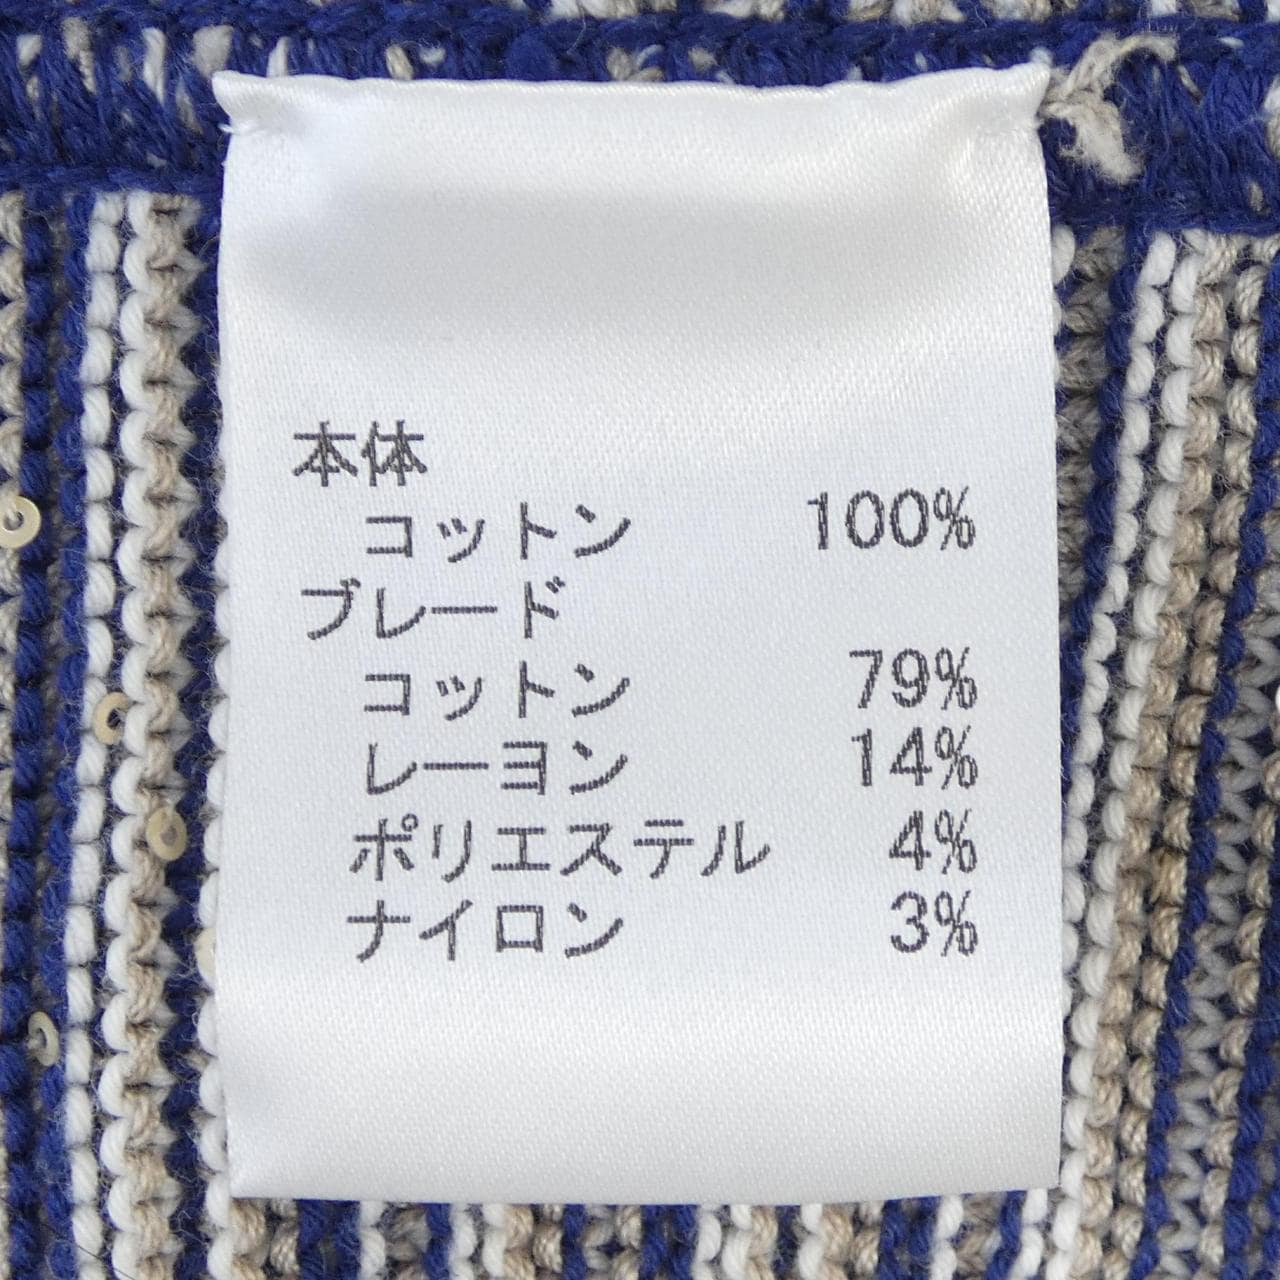 本体
コットン 100%
ブレード
コットン 79%
レーヨン 14%
ポリエステル 4%
ナイロン 3%